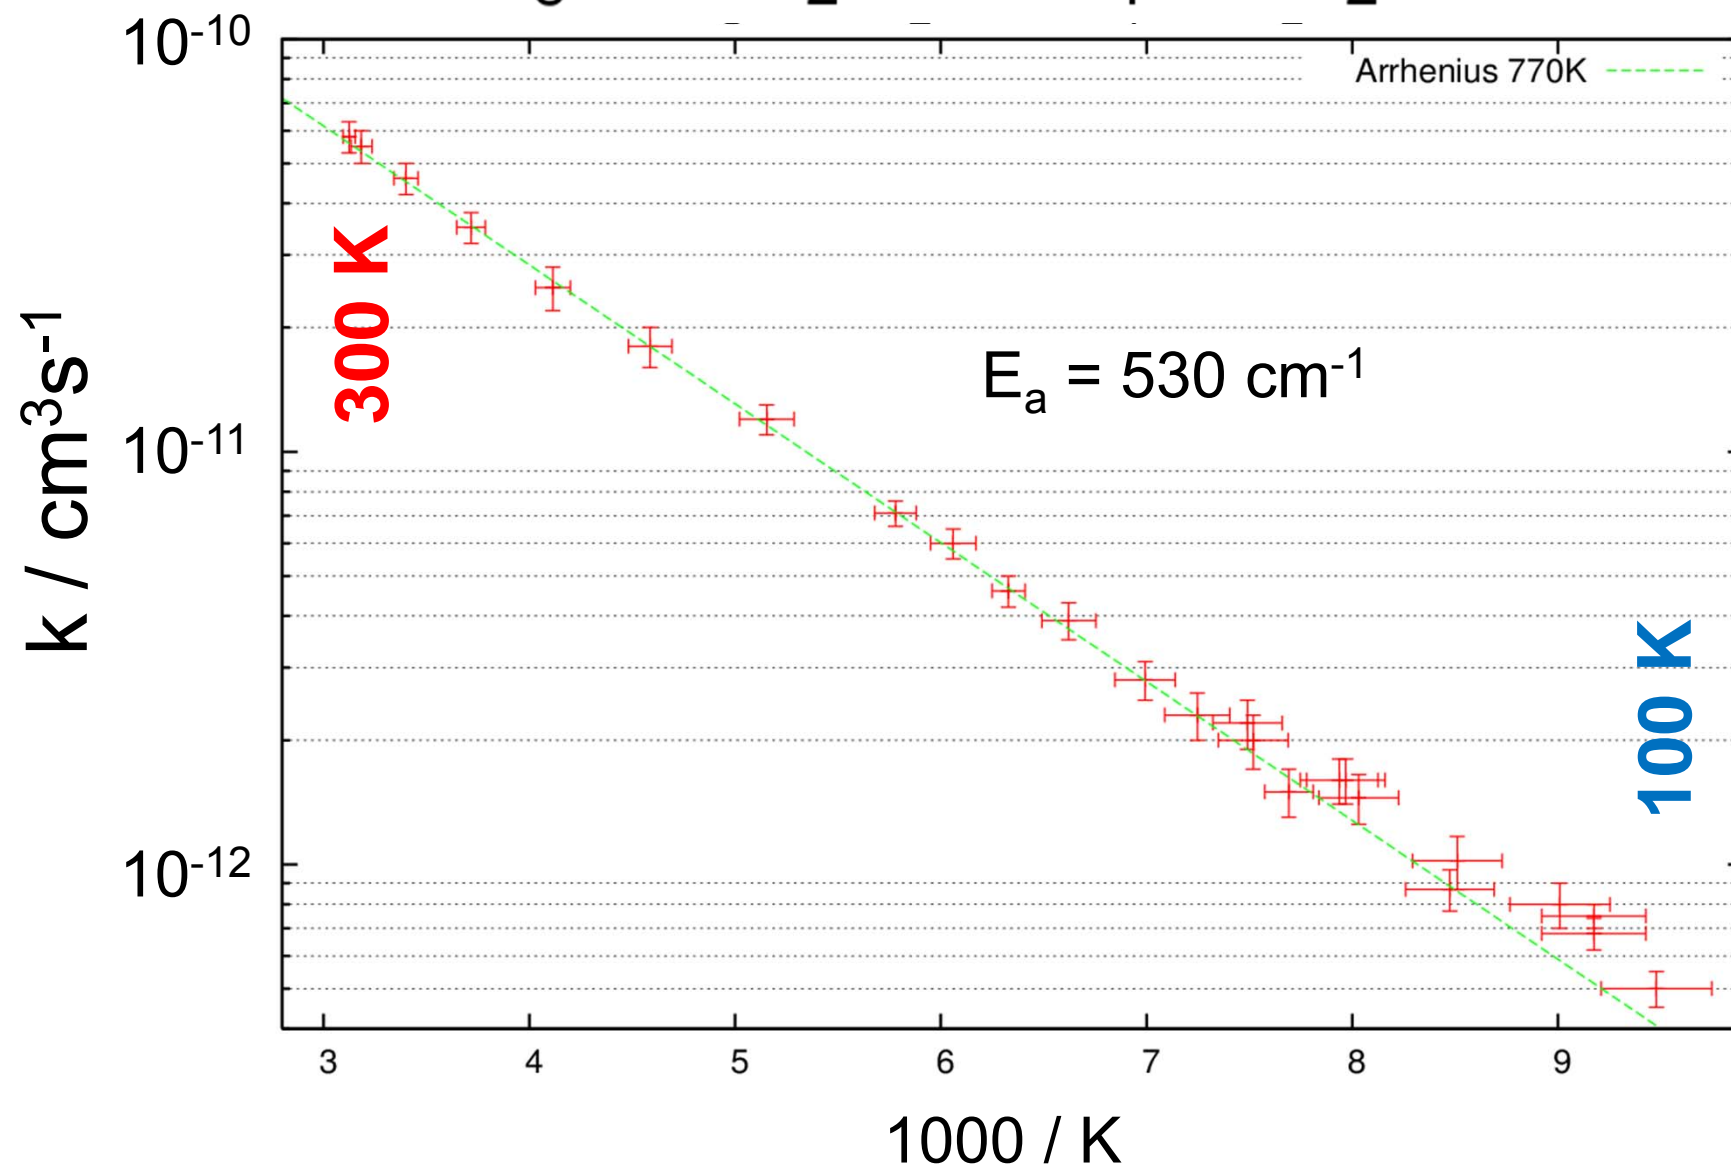 10-10
Arrhenius 770K
300 K
Ea = 530 cm-1
k / cm3s-1
10-11
100 K
10-12
3 4 5 6 7 8 9
1000 / K